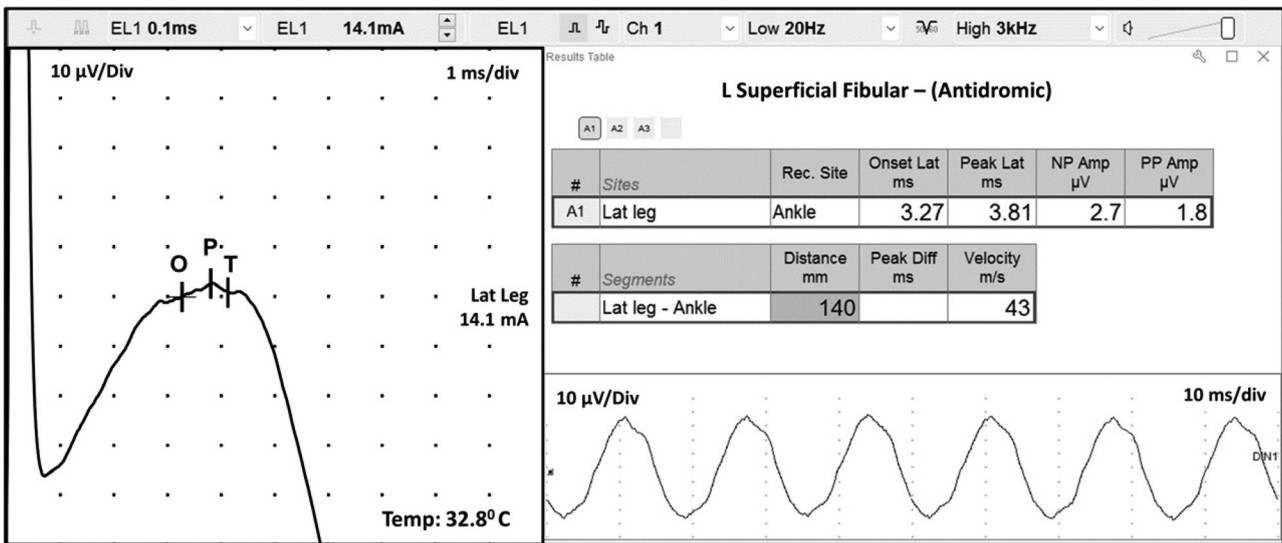 EL1 0.1ms EL1 14.1mA EL1 Ch 1 Low 20Hz High 3kHz
10 µV/Div 1 ms/div
O P T
Lat Leg
14.1 mA
Temp: 32.8⁰ C
Results Table
L Superficial Fibular – (Antidromic)
A1 A2 A3
# Sites Rec. Site Onset Lat ms Peak Lat ms NP Amp µV PP Amp µV
A1 Lat leg Ankle 3.27 3.81 2.7 1.8
# Segments Distance mm Peak Diff ms Velocity m/s
Lat leg - Ankle 140 43
10 µV/Div 10 ms/div